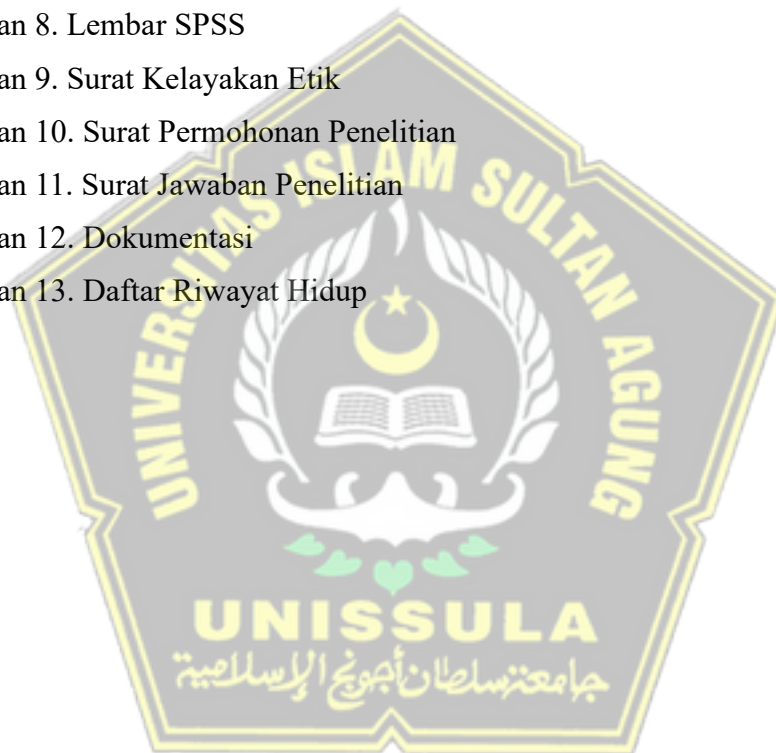 an 8. Lembar SPSS
an 9. Surat Kelayakan Etik
an 10. Surat Permohonan Penelitian
an 11. Surat Jawaban Penelitian
an 12. Dokumentasi
an 13. Daftar Riwayat Hidup
UNIVERSITAS ISLAM SULTAN AGUNG
UNISSULA
جامعة سلطان أجونج الإسلامية